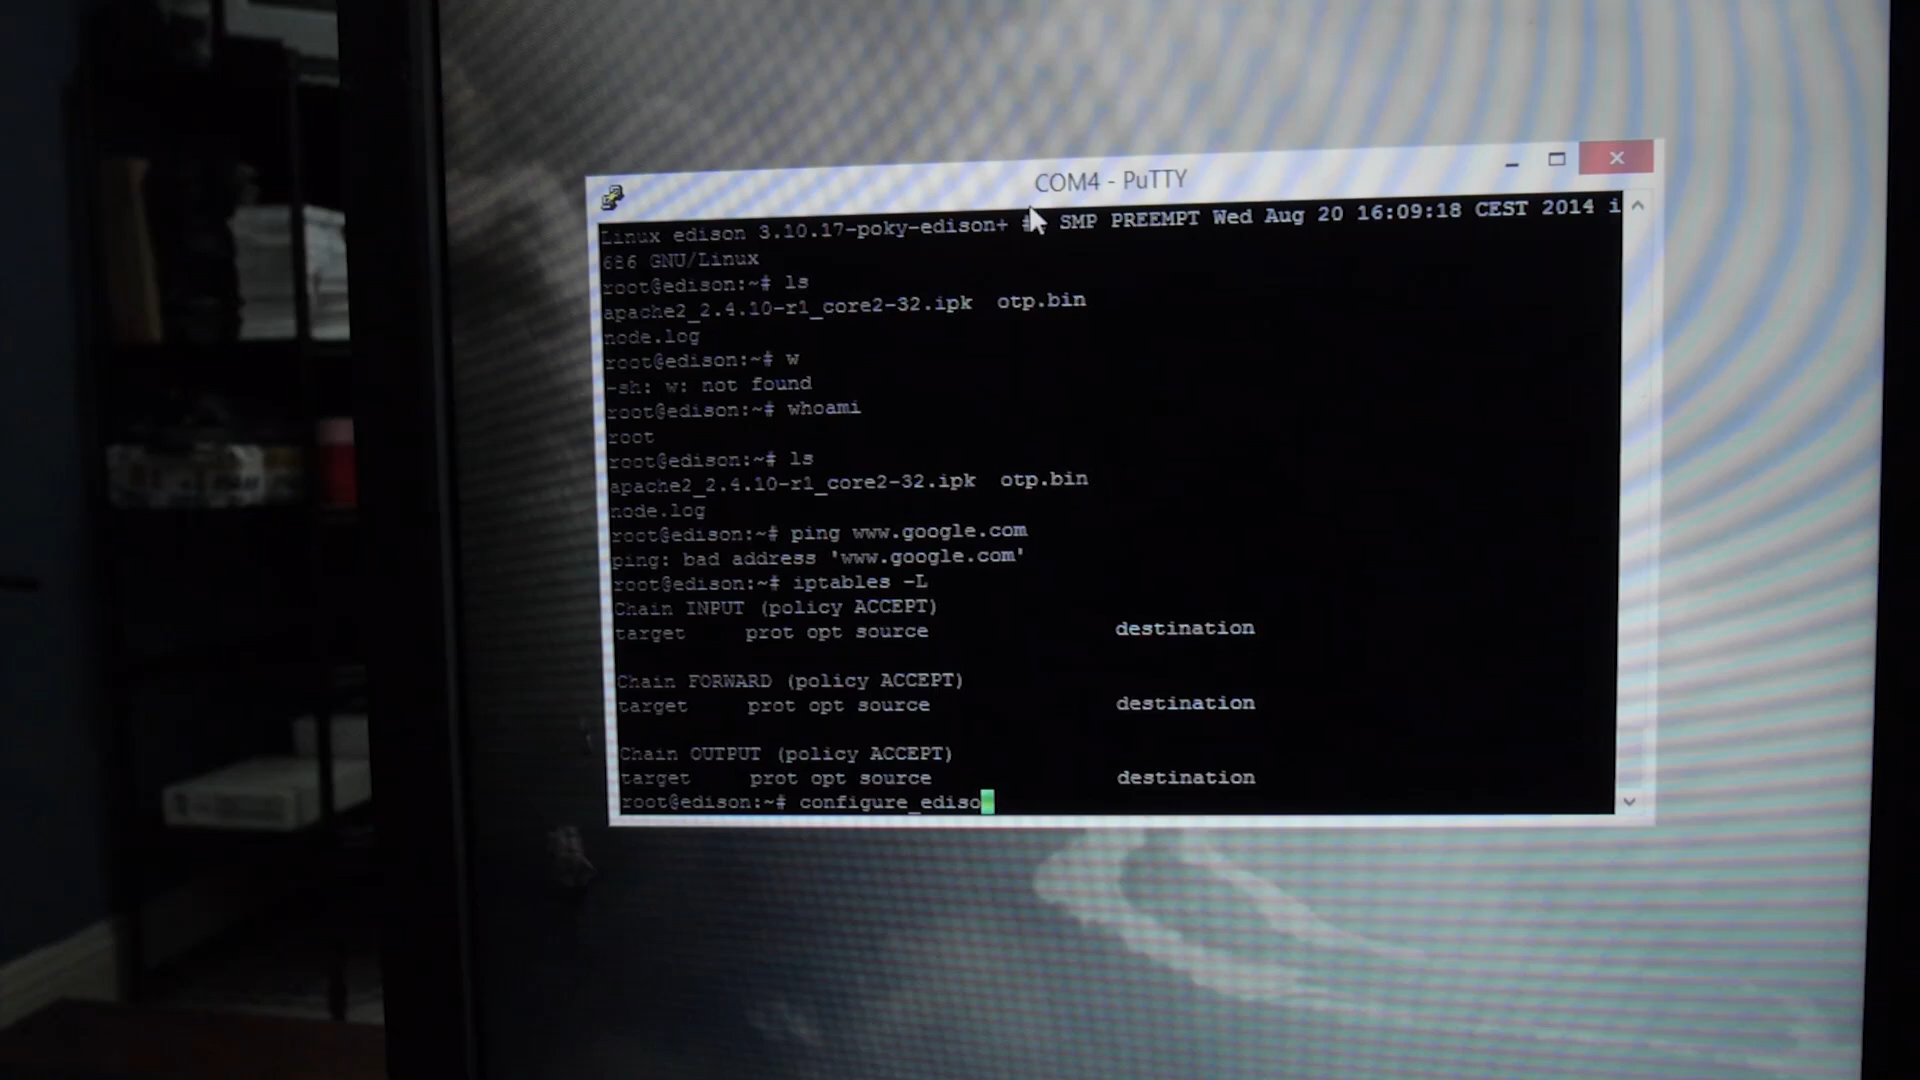 COM4 - PuTTY
Linux edison 3.10.17-poky-edison+ # SMP PREEMPT Wed Aug 20 16:09:18 CEST 2014 i
686 GNU/Linux
root@edison:~# ls
apache2_2.4.10-r1_core2-32.ipk  otp.bin
node.log
root@edison:~# w
-sh: w: not found
root@edison:~# whoami
root
root@edison:~# ls
apache2_2.4.10-r1_core2-32.ipk  otp.bin
node.log
root@edison:~# ping www.google.com
ping: bad address 'www.google.com'
root@edison:~# iptables -L
Chain INPUT (policy ACCEPT)
target     prot opt source               destination
Chain FORWARD (policy ACCEPT)
target     prot opt source               destination
Chain OUTPUT (policy ACCEPT)
target     prot opt source               destination
root@edison:~# configure_ediso